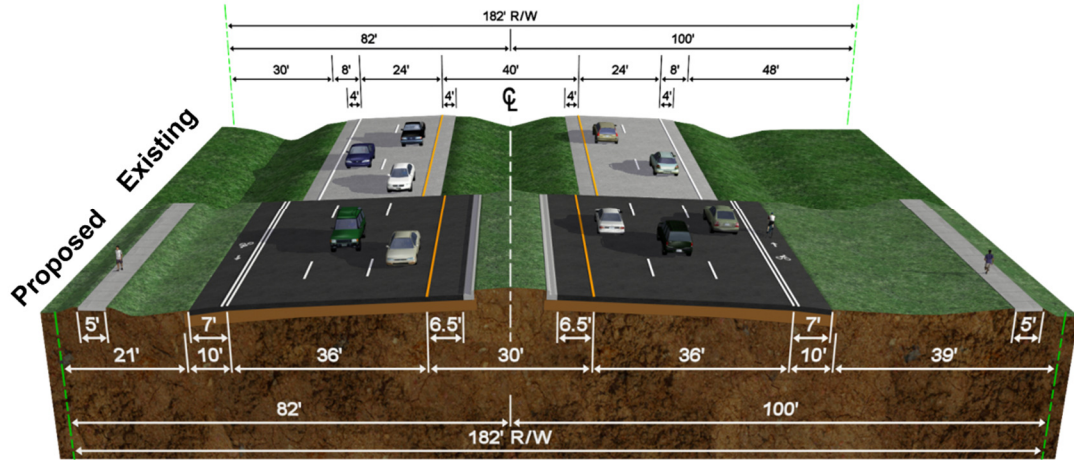 182' R/W
82' 100'
30' 8' 24' 40' 24' 8' 48'
4' 4' ℄ 4' 4'
Existing
Proposed
5' 7' 6.5' 6.5' 7' 5'
21' 10' 36' 30' 36' 10' 39'
82' 100'
182' R/W